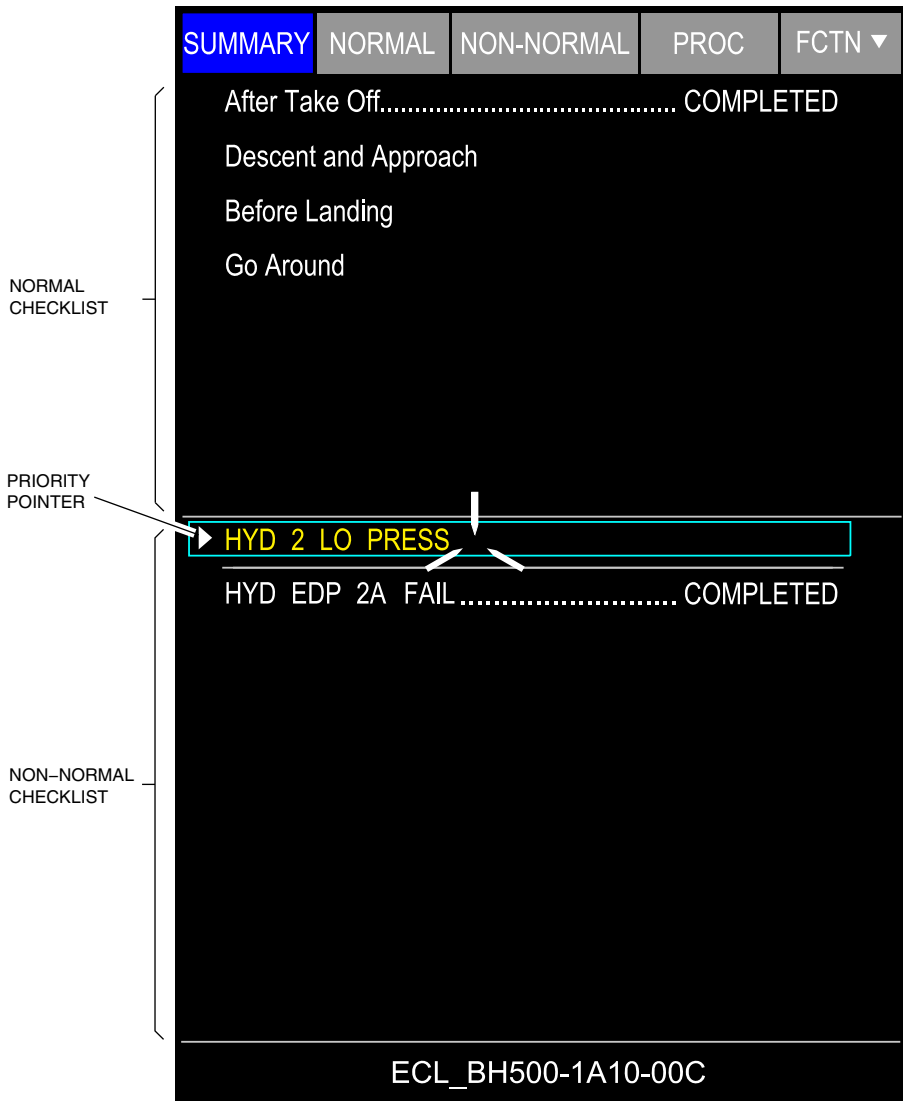 SUMMARY NORMAL NON-NORMAL PROC FCTN ▼
After Take Off........................................ COMPLETED
Descent and Approach
Before Landing
Go Around
NORMAL
CHECKLIST
PRIORITY
POINTER
HYD 2 LO PRESS
HYD EDP 2A FAIL............................ COMPLETED
NON–NORMAL
CHECKLIST
ECL_BH500-1A10-00C